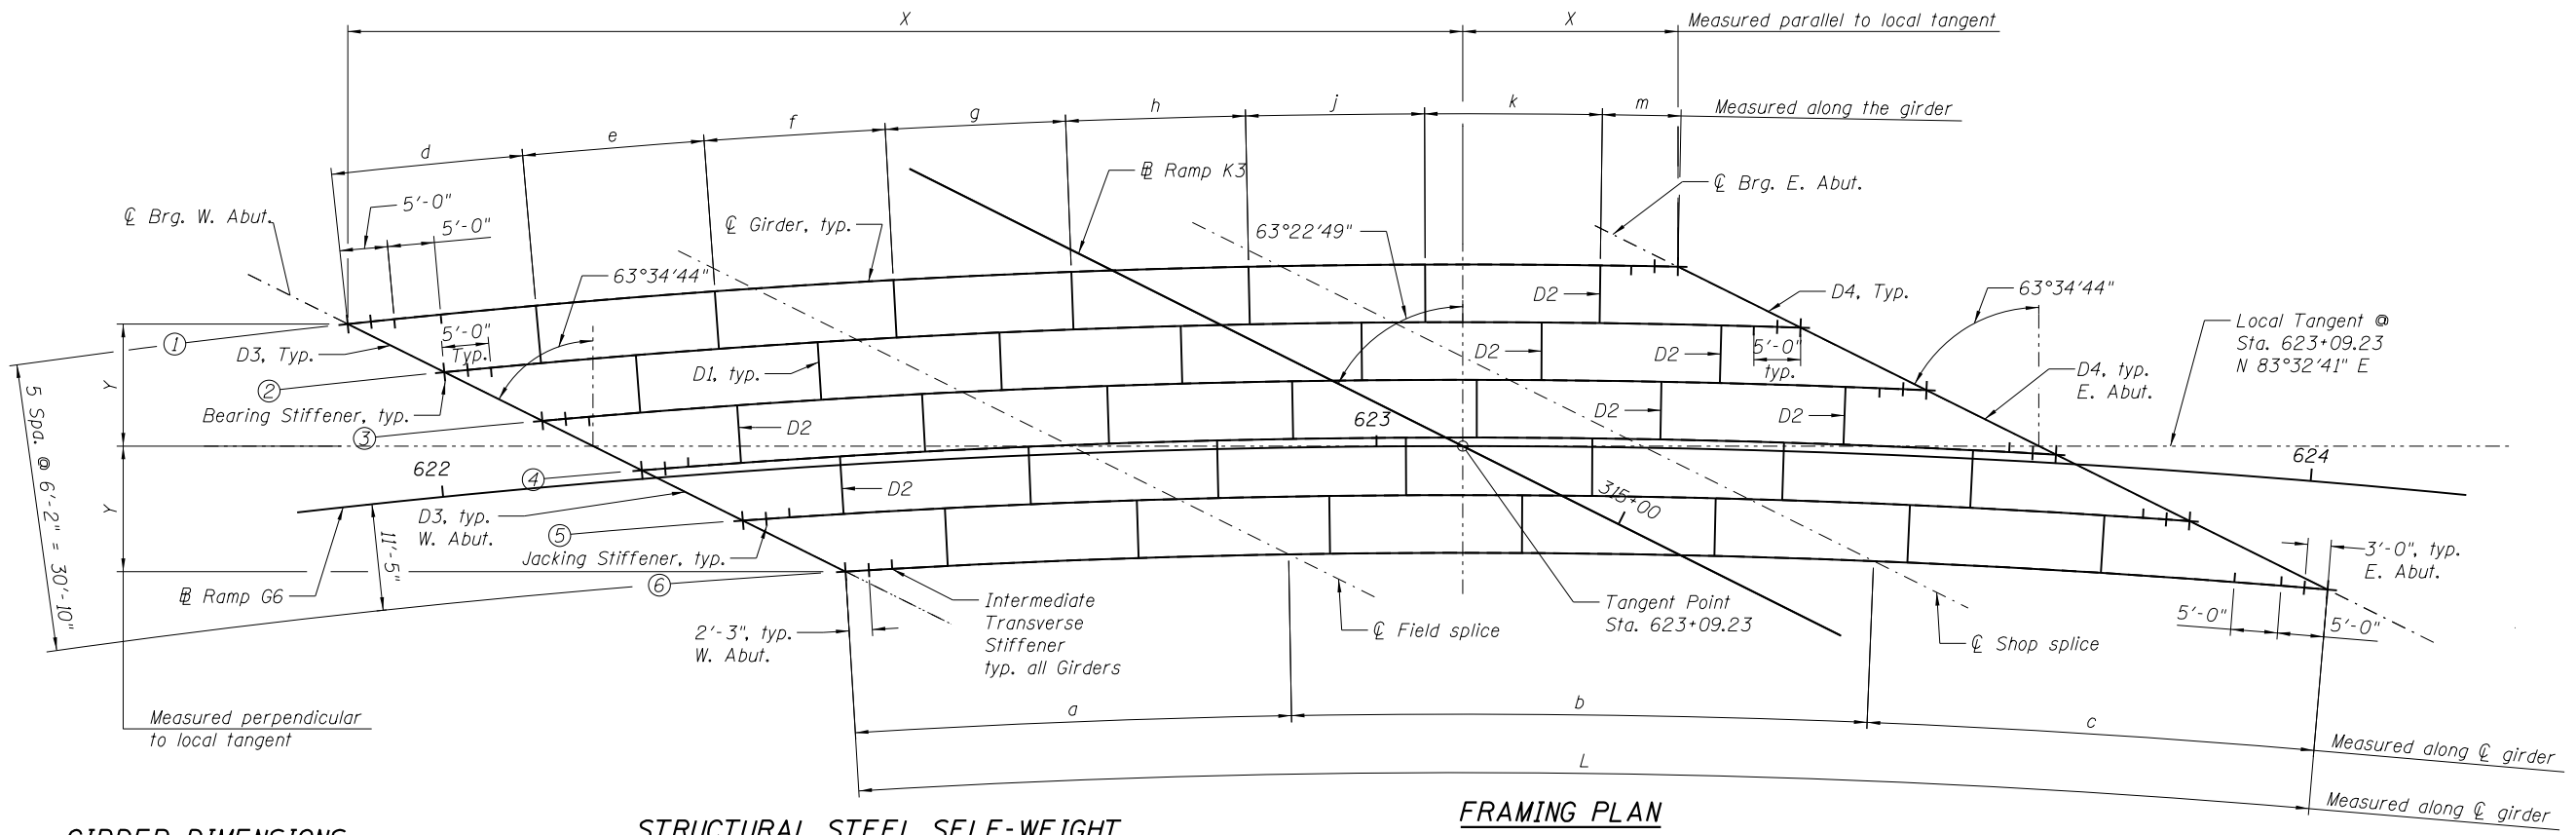 X
X
Measured parallel to local tangent
d
e
f
g
h
j
k
m
Measured along the girder
℄ Brg. W. Abut.
5'-0"
5'-0"
℄ Girder, typ.
℄ Ramp K3
63°22'49"
℄ Brg. E. Abut.
63°34'44"
D2
D4, Typ.
63°34'44"
Local Tangent @
Sta. 623+09.23
N 83°32'41" E
1
D3, Typ.
5'-0"
Typ.
D1, typ.
D2
D2
5'-0"
typ.
D4, typ.
E. Abut.
2
Bearing Stiffener, typ.
Y
3
D2
623
D2
D2
5 Spa. @ 6'-2" = 30'-10"
622
4
D2
624
Y
D3, typ.
W. Abut.
5
315+00
Jacking Stiffener, typ.
11'-5"
3'-0", typ.
E. Abut.
℄ Ramp G6
6
Intermediate
Transverse
Stiffener
typ. all Girders
Tangent Point
Sta. 623+09.23
5'-0"
5'-0"
2'-3", typ.
W. Abut.
℄ Field splice
℄ Shop splice
Measured perpendicular
to local tangent
a
b
c
Measured along ℄ girder
L
Measured along ℄ girder
FRAMING PLAN
GIRDER DIMENSIONS
STRUCTURAL STEEL SELF-WEIGHT